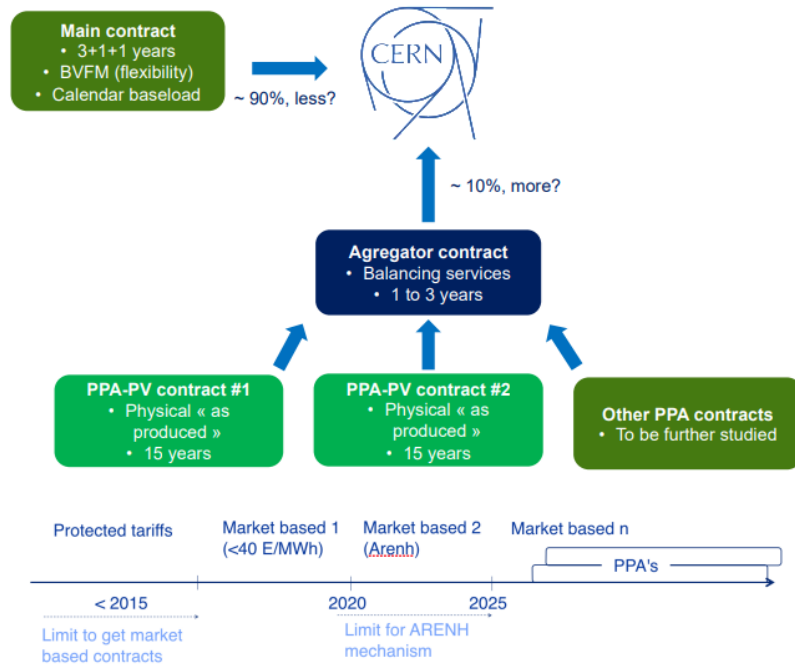 Main contract
• 3+1+1 years
• BVFM (flexibility)
• Calendar baseload
~ 90%, less?
CERN
~ 10%, more?
Agregator contract
• Balancing services
• 1 to 3 years
PPA-PV contract #1
• Physical « as
produced »
• 15 years
PPA-PV contract #2
• Physical « as
produced »
• 15 years
Other PPA contracts
• To be further studied
Protected tariffs
Market based 1
(<40 E/MWh)
Market based 2
(Arenh)
Market based n
PPA's
< 2015
2020
2025
Limit to get market
based contracts
Limit for ARENH
mechanism